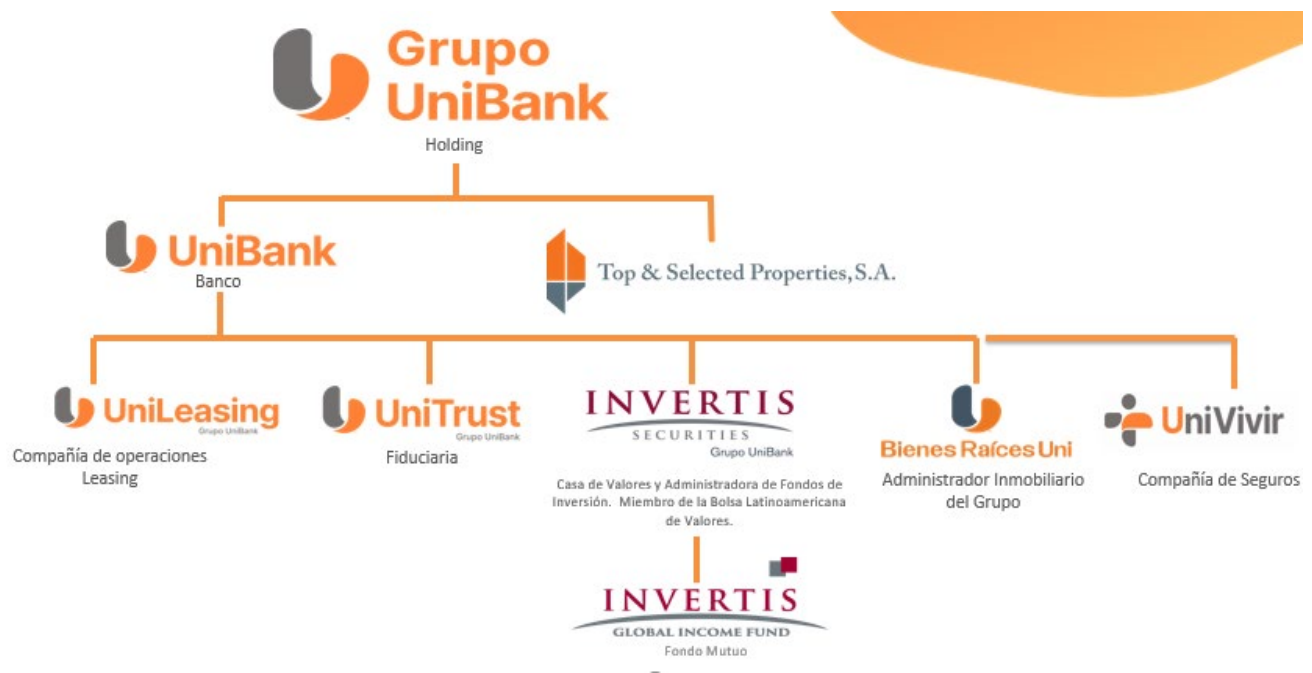 Grupo
UniBank
Holding
UniBank
Banco
Top & Selected Properties, S.A.
UniLeasing
Grupo UniBank
Compañía de operaciones
Leasing
UniTrust
Grupo UniBank
Fiduciaria
INVERTIS
SECURITIES
Grupo UniBank
Casa de Valores y Administradora de Fondos de
Inversión. Miembro de la Bolsa Latinoamericana
de Valores.
Bienes Raíces Uni
Administrador Inmobiliario
del Grupo
UniVivir
Compañía de Seguros
INVERTIS
GLOBAL INCOME FUND
Fondo Mutuo